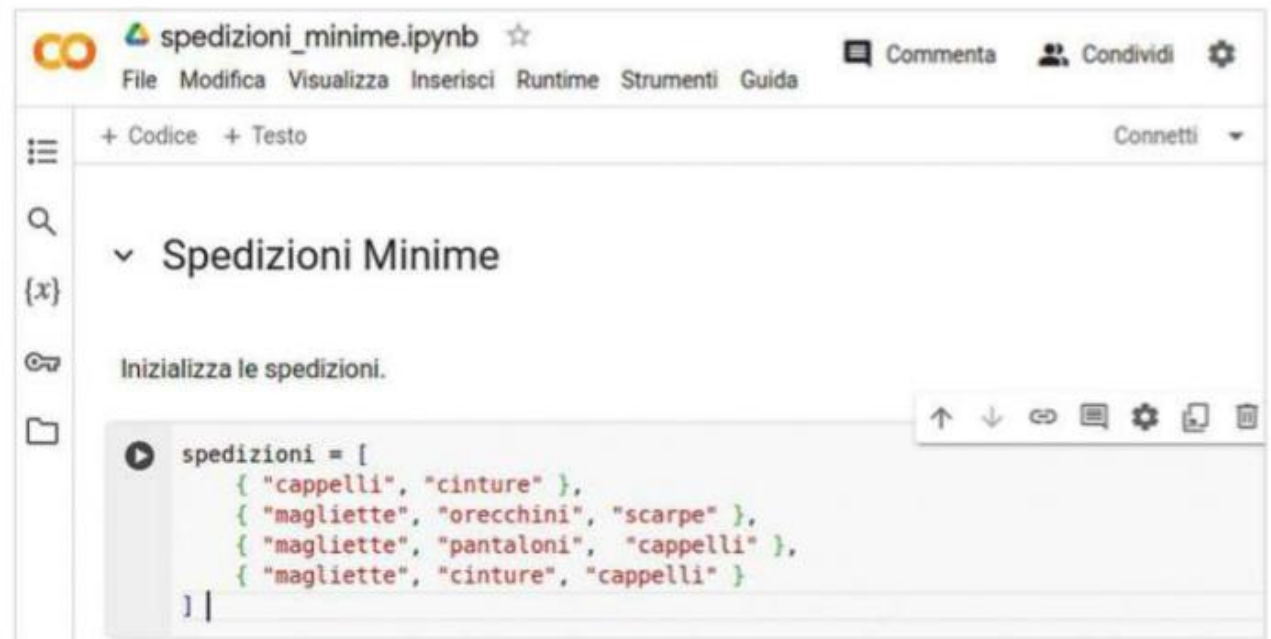 CO spedizioni_minime.ipynb
Commenta Condividi
File Modifica Visualizza Inserisci Runtime Strumenti Guida
+ Codice + Testo
Connetti
Spedizioni Minime
{x}
Inizializza le spedizioni.
spedizioni = [
{ "cappelli", "cinture" },
{ "magliette", "orecchini", "scarpe" },
{ "magliette", "pantaloni", "cappelli" },
{ "magliette", "cinture", "cappelli" }
]